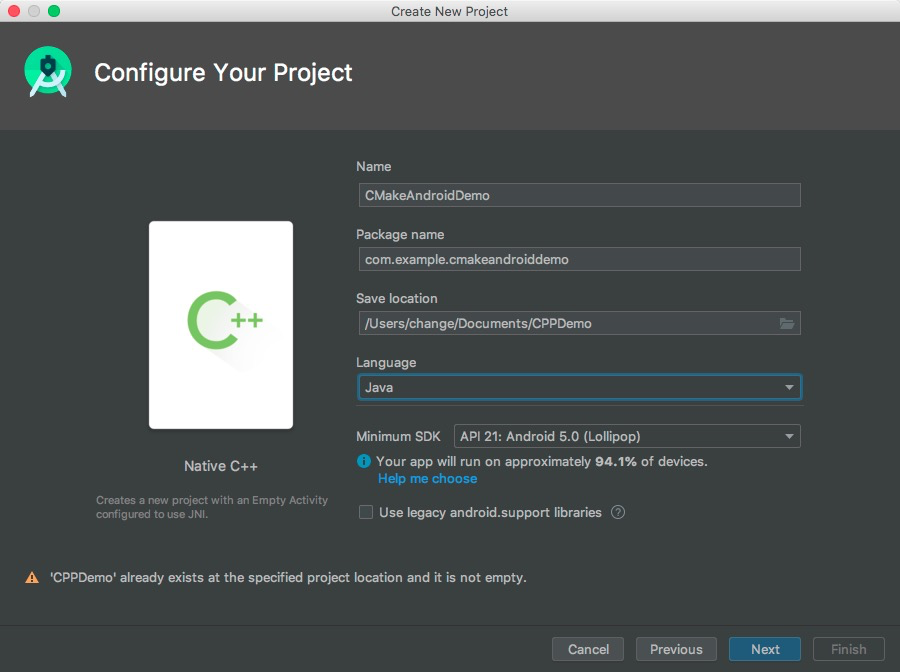 Create New Project
Configure Your Project
Name
CMakeAndroidDemo
Package name
com.example.cmakeandroiddemo
Save location
/Users/change/Documents/CPPDemo
Language
Java
Minimum SDK API 21: Android 5.0 (Lollipop)
i Your app will run on approximately 94.1% of devices.
Help me choose
Use legacy android.support libraries ?
C++
Native C++
Creates a new project with an Empty Activity
configured to use JNI.
'CPPDemo' already exists at the specified project location and it is not empty.
Cancel Previous Next Finish